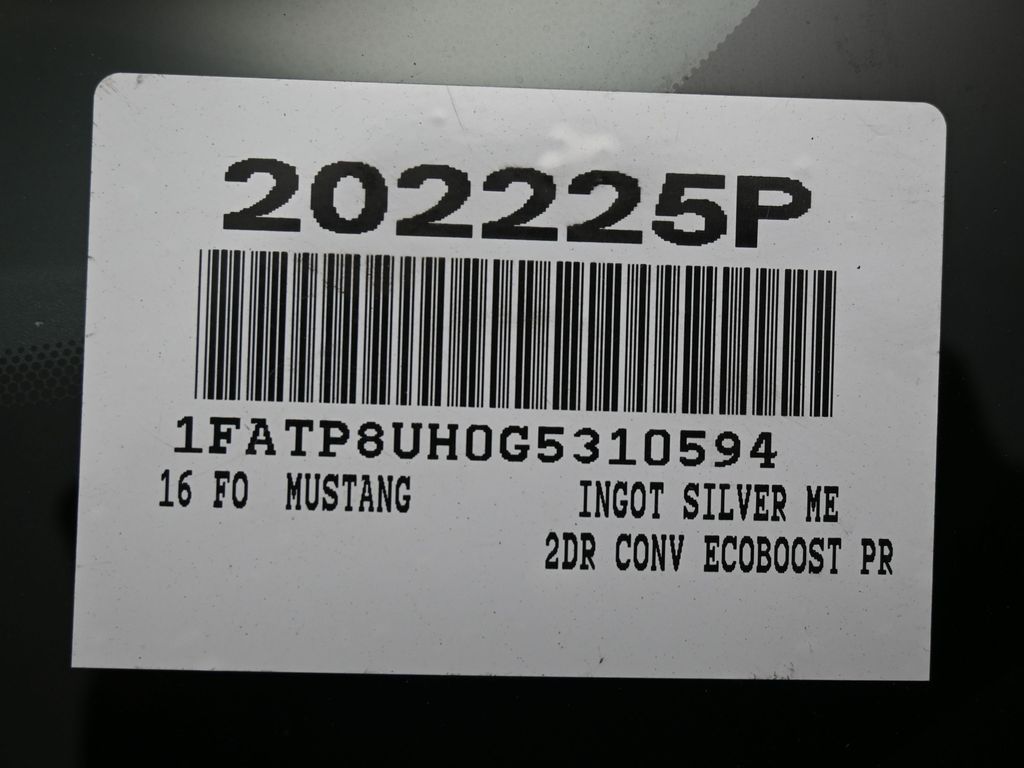 202225P
1FATP8UH0G5310594
16 FO MUSTANG INGOT SILVER ME
2DR CONV ECOBOOST PR